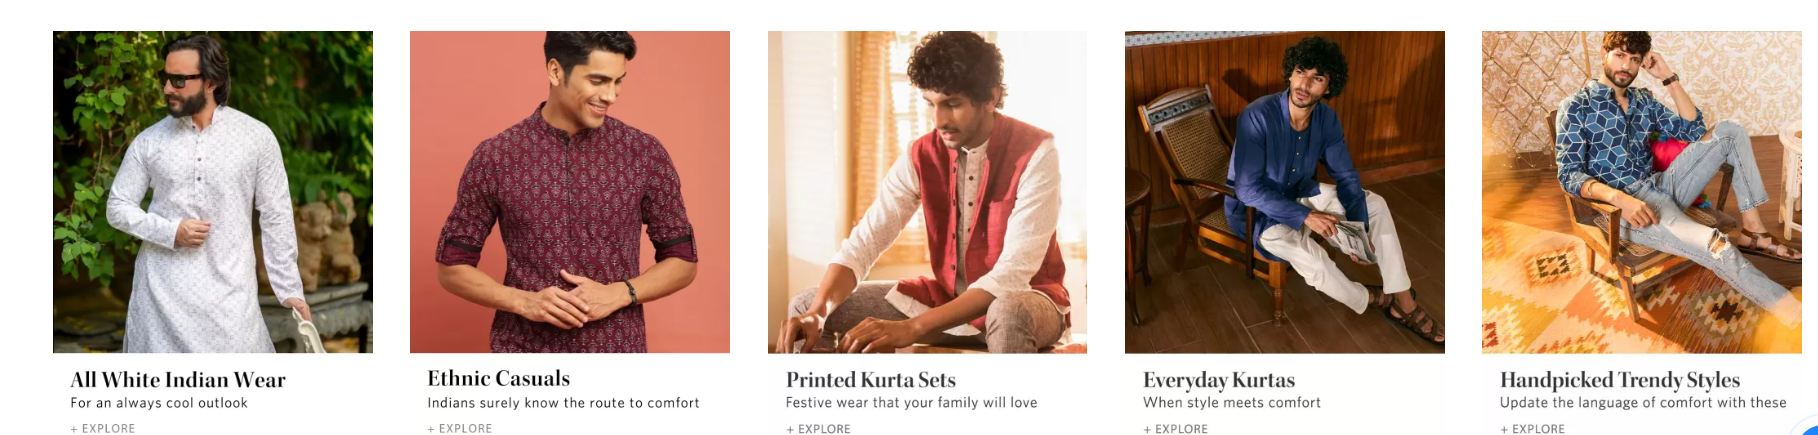 All White Indian Wear
For an always cool outlook
+ EXPLORE
Ethnic Casuals
Indians surely know the route to comfort
+ EXPLORE
Printed Kurta Sets
Festive wear that your family will love
+ EXPLORE
Everyday Kurtas
When style meets comfort
+ EXPLORE
Handpicked Trendy Styles
Update the language of comfort with these
+ EXPLORE